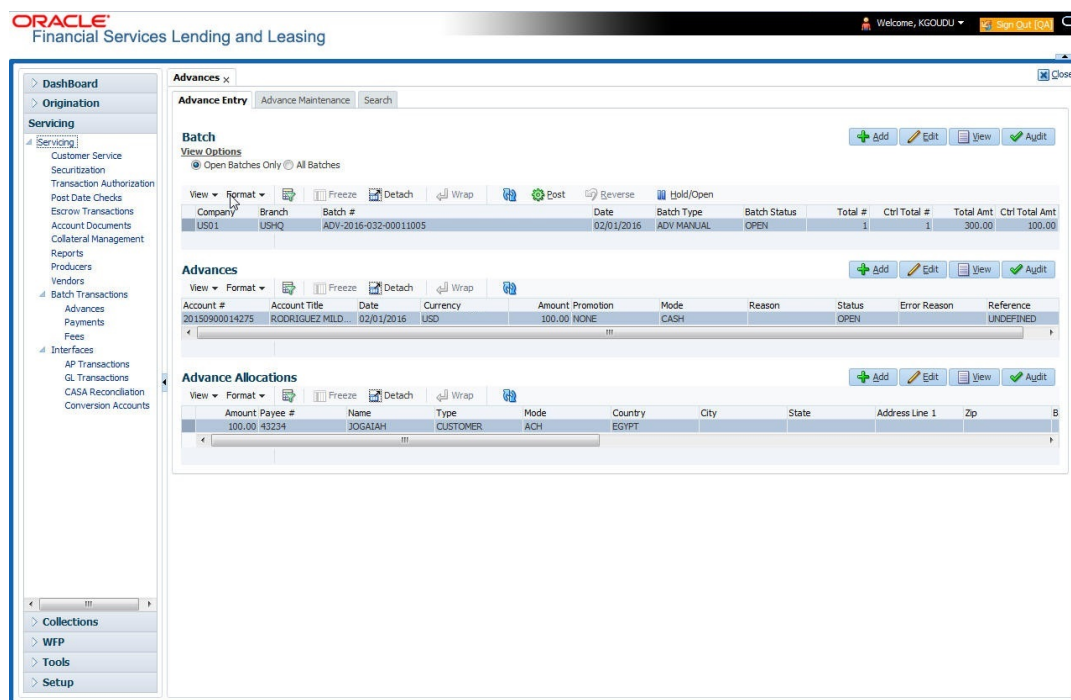 ORACLE®
Financial Services Lending and Leasing
Welcome, KGOUDU
Sign Out [QA]
DashBoard
Origination
Servicing
Servicing
Customer Service
Securitization
Transaction Authorization
Post Date Checks
Escrow Transactions
Account Documents
Collateral Management
Reports
Producers
Vendors
Batch Transactions
Advances
Payments
Fees
Interfaces
AP Transactions
GL Transactions
CASA Reconciliation
Conversion Accounts
Collections
WFP
Tools
Setup
Advances x
Close
Advance Entry Advance Maintenance Search
Batch
Add Edit View Audit
View Options
Open Batches Only All Batches
View Format Freeze Detach Wrap Post Reverse Hold/Open
Company Branch Batch # Date Batch Type Batch Status Total # Ctrl Total # Total Amt Ctrl Total Amt
US01 USHQ ADV-2016-032-00011005 02/01/2016 ADV MANUAL OPEN 1 1 300.00 100.00
Advances
Add Edit View Audit
View Format Freeze Detach Wrap
Account # Account Title Date Currency Amount Promotion Mode Reason Status Error Reason Reference
20150900014275 RODRIGUEZ MILD... 02/01/2016 USD 100.00 NONE CASH OPEN UNDEFINED
Advance Allocations
Add Edit View Audit
View Format Freeze Detach Wrap
Amount Payee # Name Type Mode Country City State Address Line 1 Zip B
100.00 43234 JOGAIAH CUSTOMER ACH EGYPT